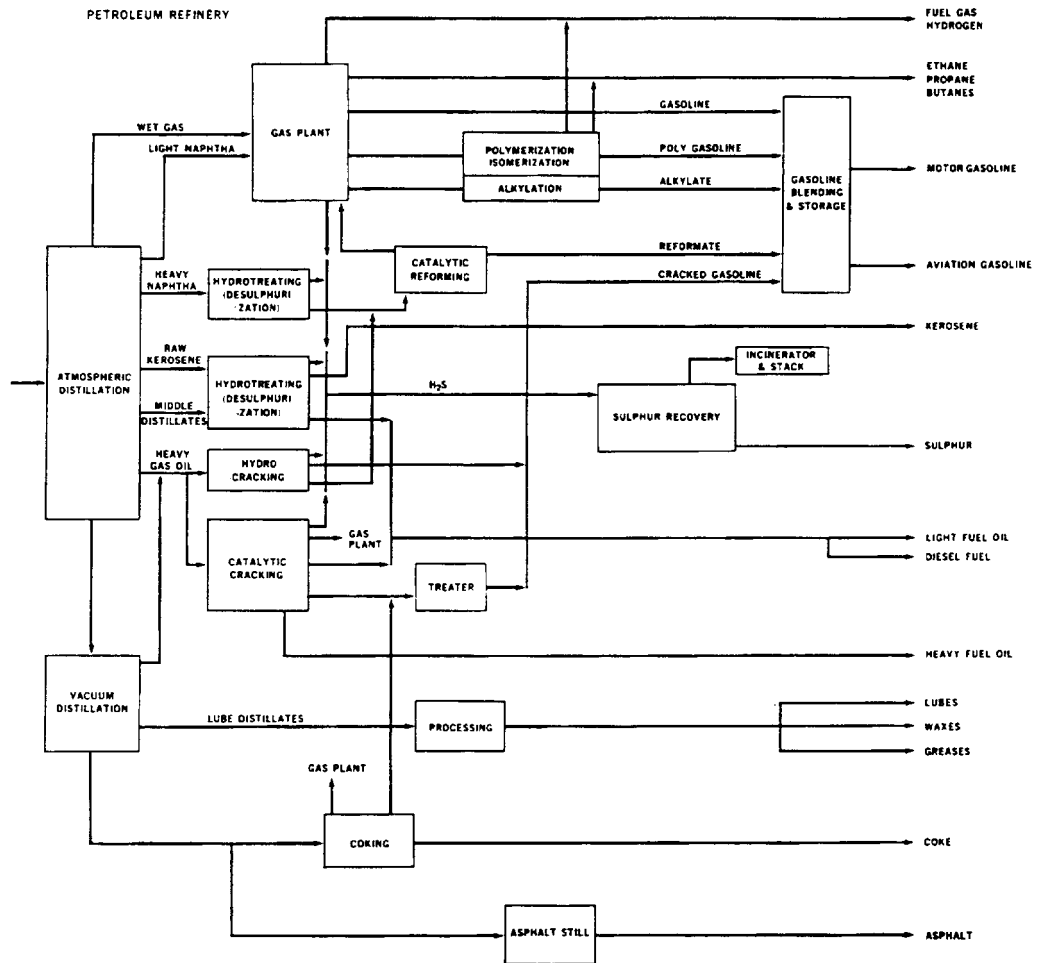 PETROLEUM REFINERY
FUEL GAS
HYDROGEN
ETHANE
PROPANE
BUTANES
GAS PLANT
WET GAS
LIGHT NAPHTHA
GASOLINE
POLYMERIZATION
ISOMERIZATION
ALKYLATION
POLY GASOLINE
ALKYLATE
GASOLINE
BLENDING
& STORAGE
MOTOR GASOLINE
AVIATION GASOLINE
REFORMATE
CATALYTIC
REFORMING
CRACKED GASOLINE
HEAVY
NAPHTHA
HYDROTREATING
(DESULPHURI
-ZATION)
KEROSENE
RAW
KEROSENE
ATMOSPHERIC
DISTILLATION
HYDROTREATING
(DESULPHURI
-ZATION)
MIDDLE
DISTILLATES
H₂S
INCINERATOR
& STACK
SULPHUR RECOVERY
SULPHUR
HEAVY
GAS OIL
HYDRO
CRACKING
GAS
PLANT
CATALYTIC
CRACKING
TREATER
LIGHT FUEL OIL
DIESEL FUEL
HEAVY FUEL OIL
VACUUM
DISTILLATION
LUBE DISTILLATES
PROCESSING
LUBES
WAXES
GREASES
GAS PLANT
COKING
COKE
ASPHALT STILL
ASPHALT